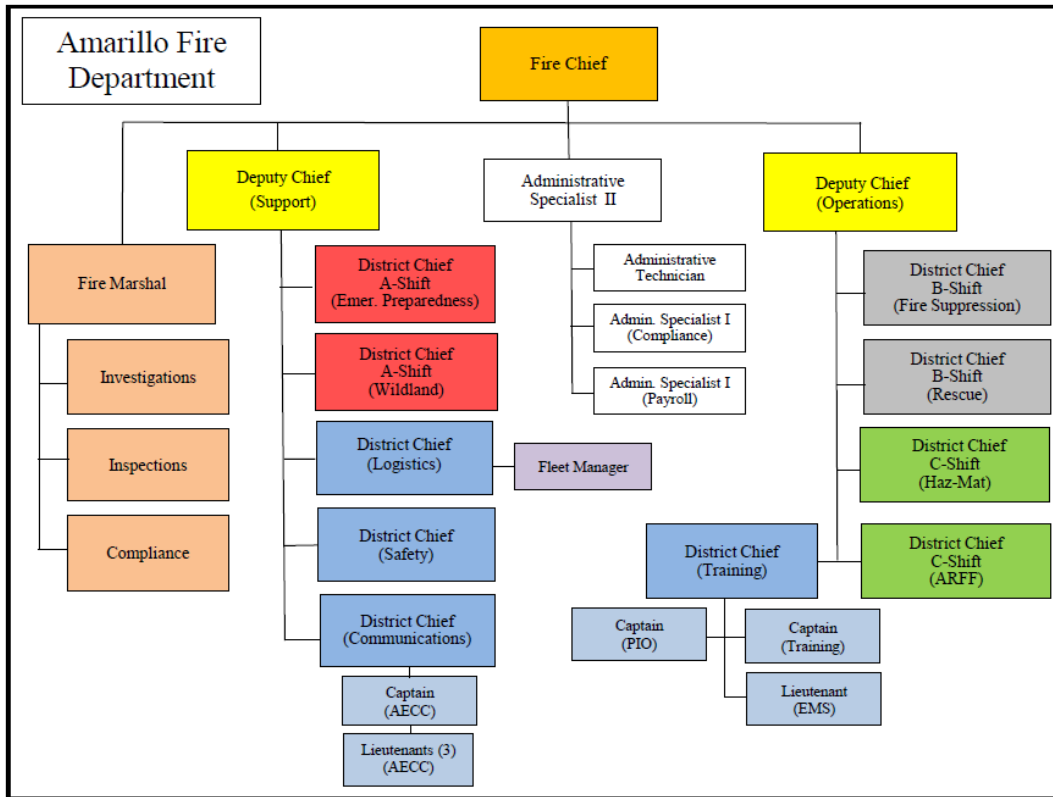 Amarillo Fire
Department
Fire Chief
Deputy Chief
(Support)
Administrative
Specialist II
Deputy Chief
(Operations)
Fire Marshal
Investigations
Inspections
Compliance
District Chief
A-Shift
(Emer. Preparedness)
District Chief
A-Shift
(Wildland)
District Chief
(Logistics)
Fleet Manager
District Chief
(Safety)
District Chief
(Communications)
Captain
(AECC)
Lieutenants (3)
(AECC)
Administrative
Technician
Admin. Specialist I
(Compliance)
Admin. Specialist I
(Payroll)
District Chief
B-Shift
(Fire Suppression)
District Chief
B-Shift
(Rescue)
District Chief
C-Shift
(Haz-Mat)
District Chief
C-Shift
(ARFF)
District Chief
(Training)
Captain
(PIO)
Captain
(Training)
Lieutenant
(EMS)